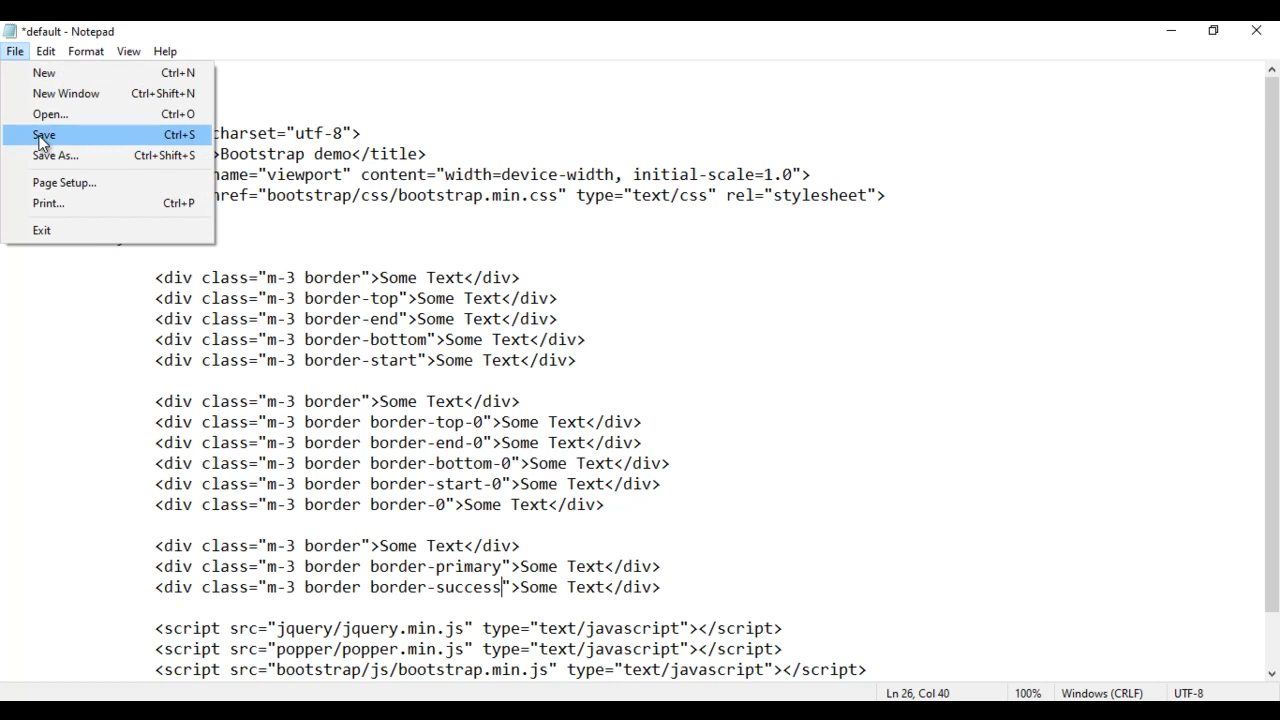 *default - Notepad
File Edit Format View Help
New Ctrl+N
New Window Ctrl+Shift+N
Open... Ctrl+O
Save Ctrl+S
charset="utf-8">
Save As... Ctrl+Shift+S
>Bootstrap demo</title>
name="viewport" content="width=device-width, initial-scale=1.0">
Page Setup...
href="bootstrap/css/bootstrap.min.css" type="text/css" rel="stylesheet">
Print... Ctrl+P
Exit
<div class="m-3 border">Some Text</div>
<div class="m-3 border-top">Some Text</div>
<div class="m-3 border-end">Some Text</div>
<div class="m-3 border-bottom">Some Text</div>
<div class="m-3 border-start">Some Text</div>
<div class="m-3 border">Some Text</div>
<div class="m-3 border border-top-0">Some Text</div>
<div class="m-3 border border-end-0">Some Text</div>
<div class="m-3 border border-bottom-0">Some Text</div>
<div class="m-3 border border-start-0">Some Text</div>
<div class="m-3 border border-0">Some Text</div>
<div class="m-3 border">Some Text</div>
<div class="m-3 border border-primary">Some Text</div>
<div class="m-3 border border-success">Some Text</div>
<script src="jquery/jquery.min.js" type="text/javascript"></script>
<script src="popper/popper.min.js" type="text/javascript"></script>
<script src="bootstrap/js/bootstrap.min.js" type="text/javascript"></script>
Ln 26, Col 40 100% Windows (CRLF) UTF-8